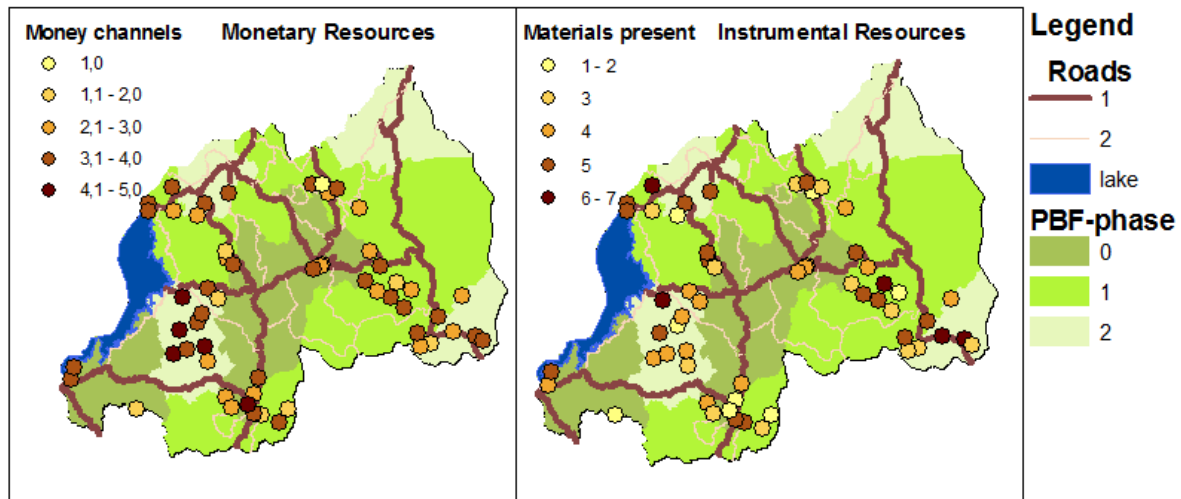 Money channels
Monetary Resources
1,0
1,1 - 2,0
2,1 - 3,0
3,1 - 4,0
4,1 - 5,0
Materials present
Instrumental Resources
1 - 2
3
4
5
6 - 7
Legend
Roads
1
2
lake
PBF-phase
0
1
2